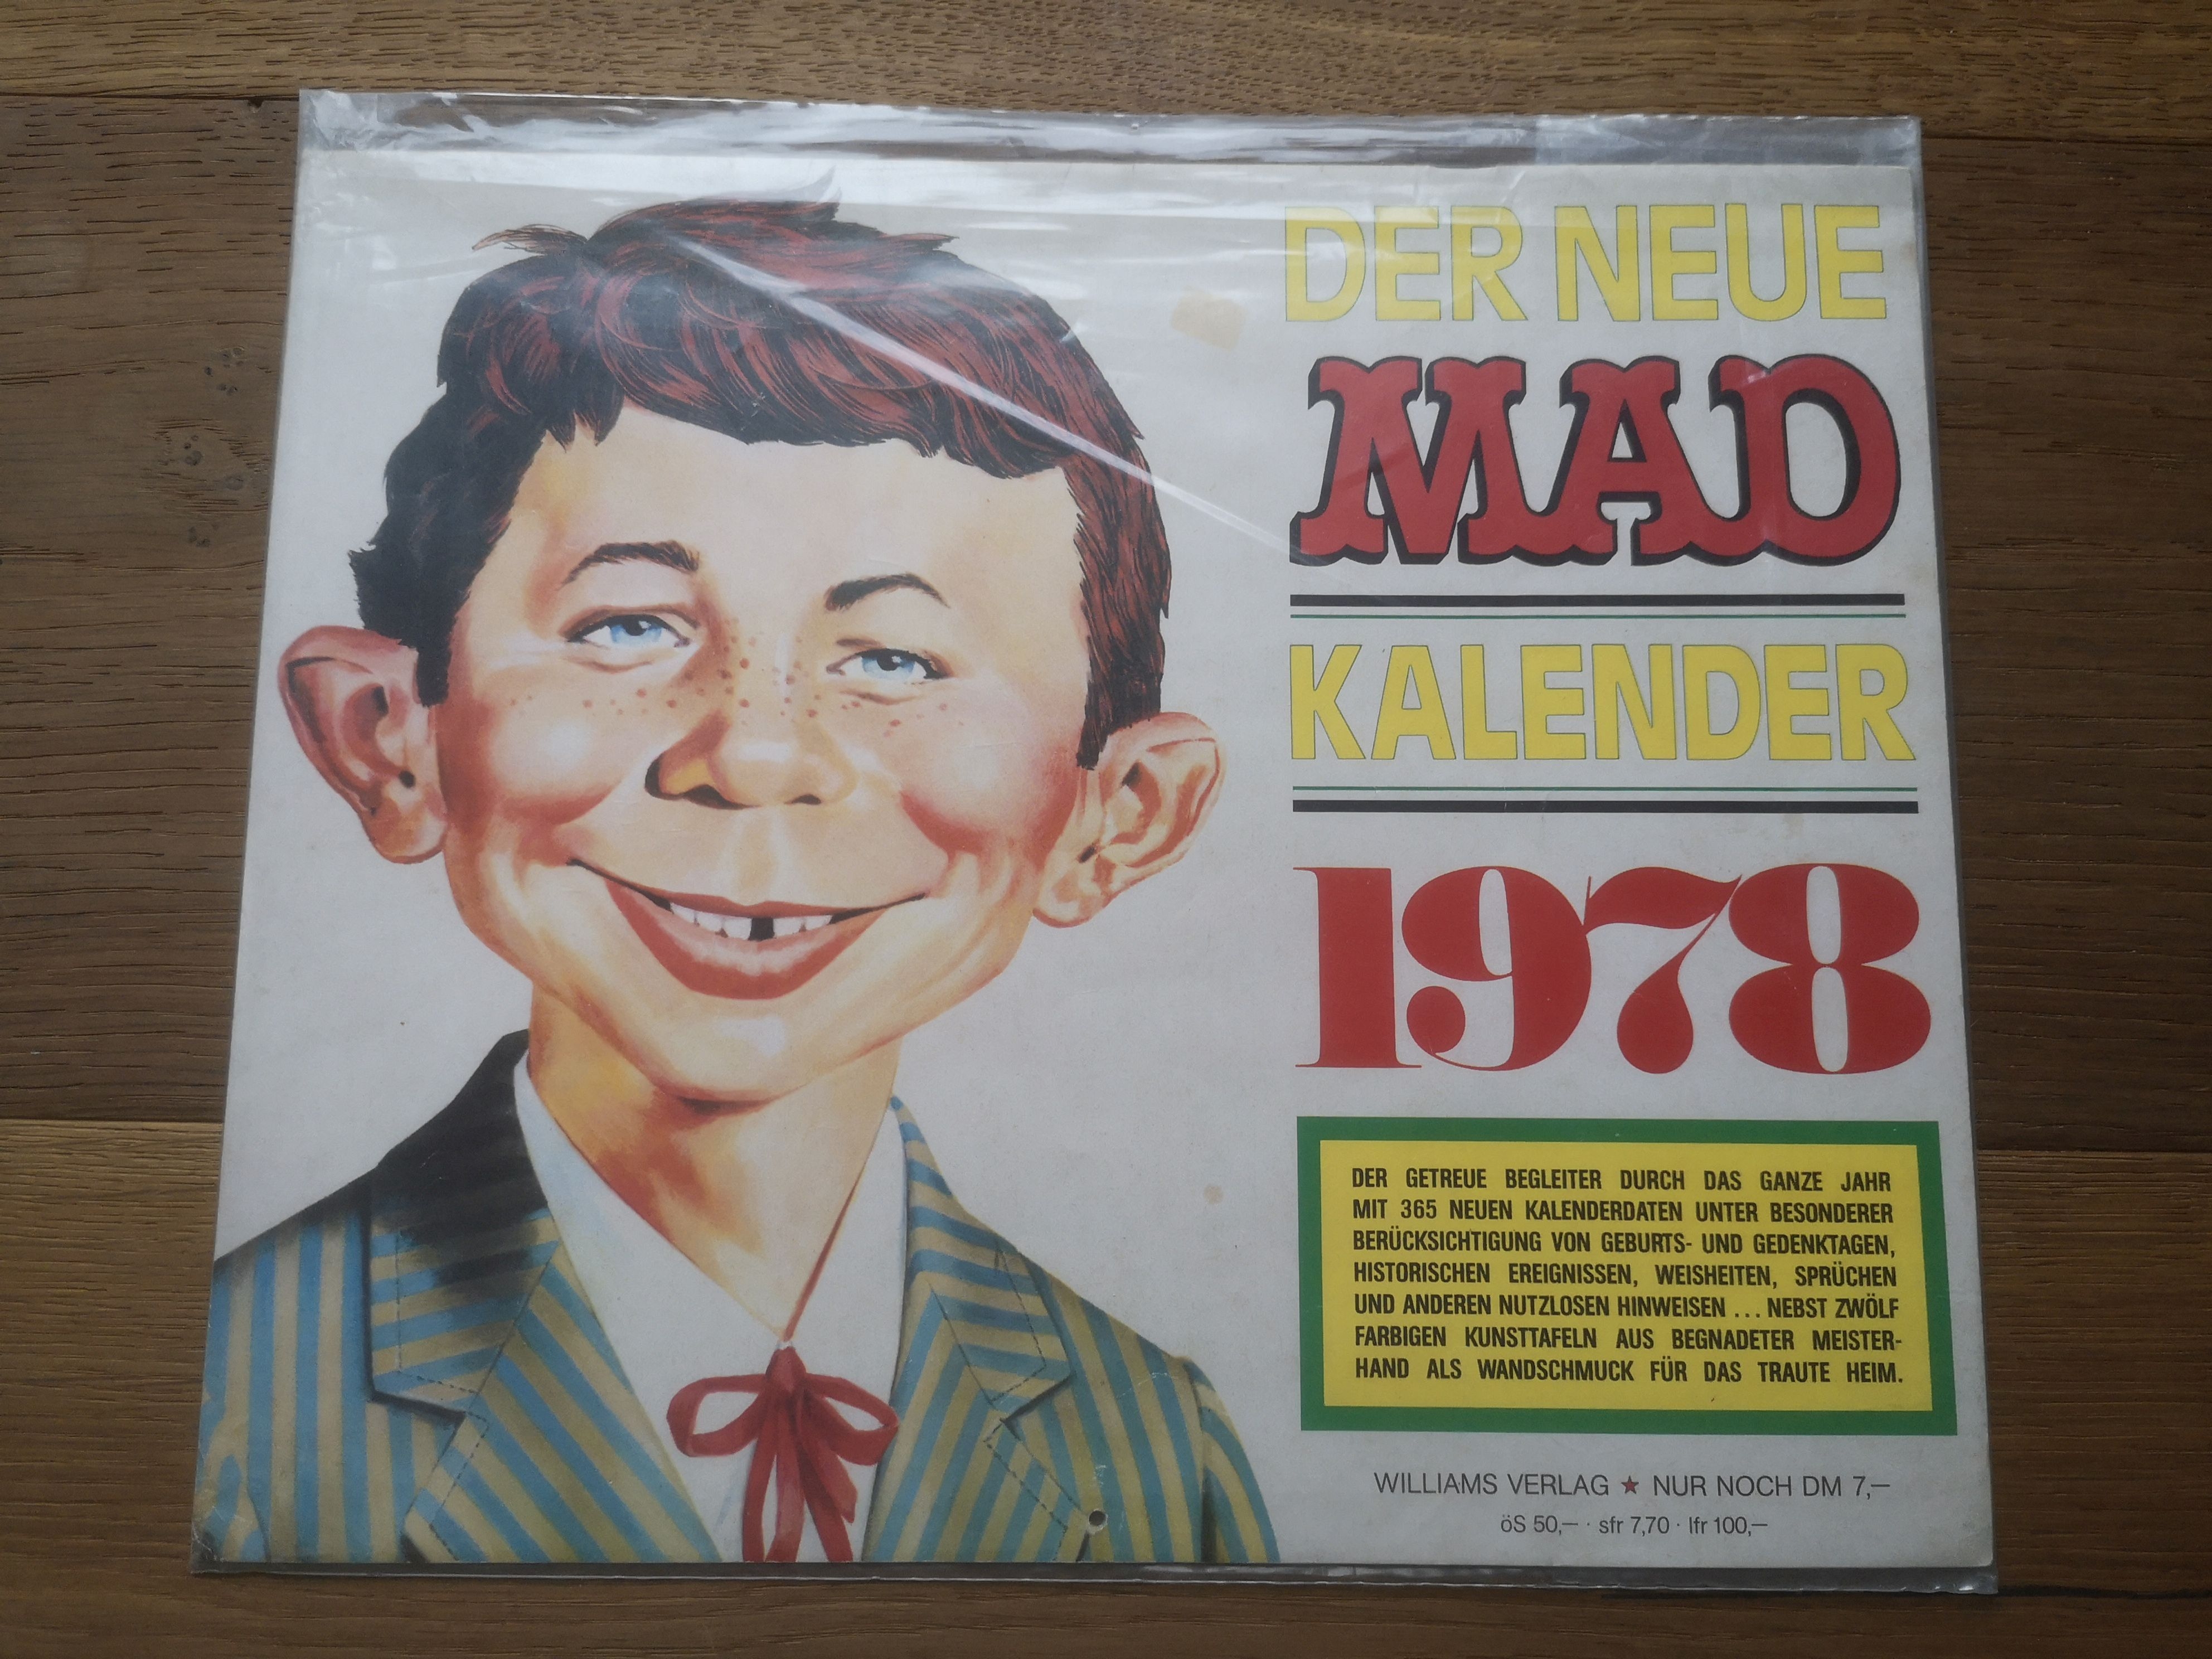 DER NEUE
MAD
KALENDER
1978
DER GETREUE BEGLEITER DURCH DAS GANZE JAHR
MIT 365 NEUEN KALENDERDATEN UNTER BESONDERER
BERÜCKSICHTIGUNG VON GEBURTS- UND GEDENKTAGEN,
HISTORISCHEN EREIGNISSEN, WEISHEITEN, SPRÜCHEN
UND ANDEREN NUTZLOSEN HINWEISEN ... NEBST ZWÖLF
FARBIGEN KUNSTTAFELN AUS BEGNADETER MEISTER-
HAND ALS WANDSCHMUCK FÜR DAS TRAUTE HEIM.
WILLIAMS VERLAG ★ NUR NOCH DM 7,—
öS 50,— · sfr 7,70 · lfr 100,—